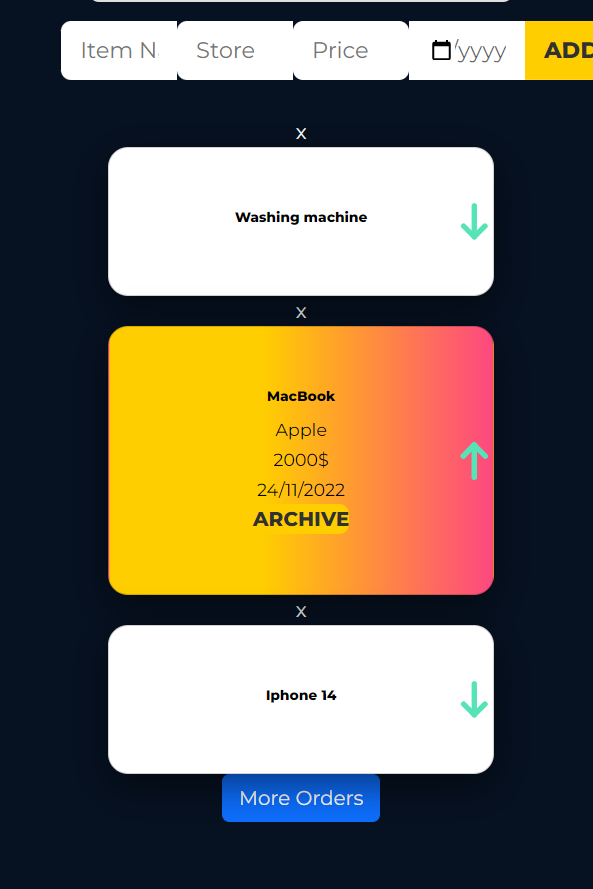 Item N
Store
Price
/yyyy
ADD
x
Washing machine
x
MacBook
Apple
2000$
24/11/2022
ARCHIVE
x
Iphone 14
More Orders